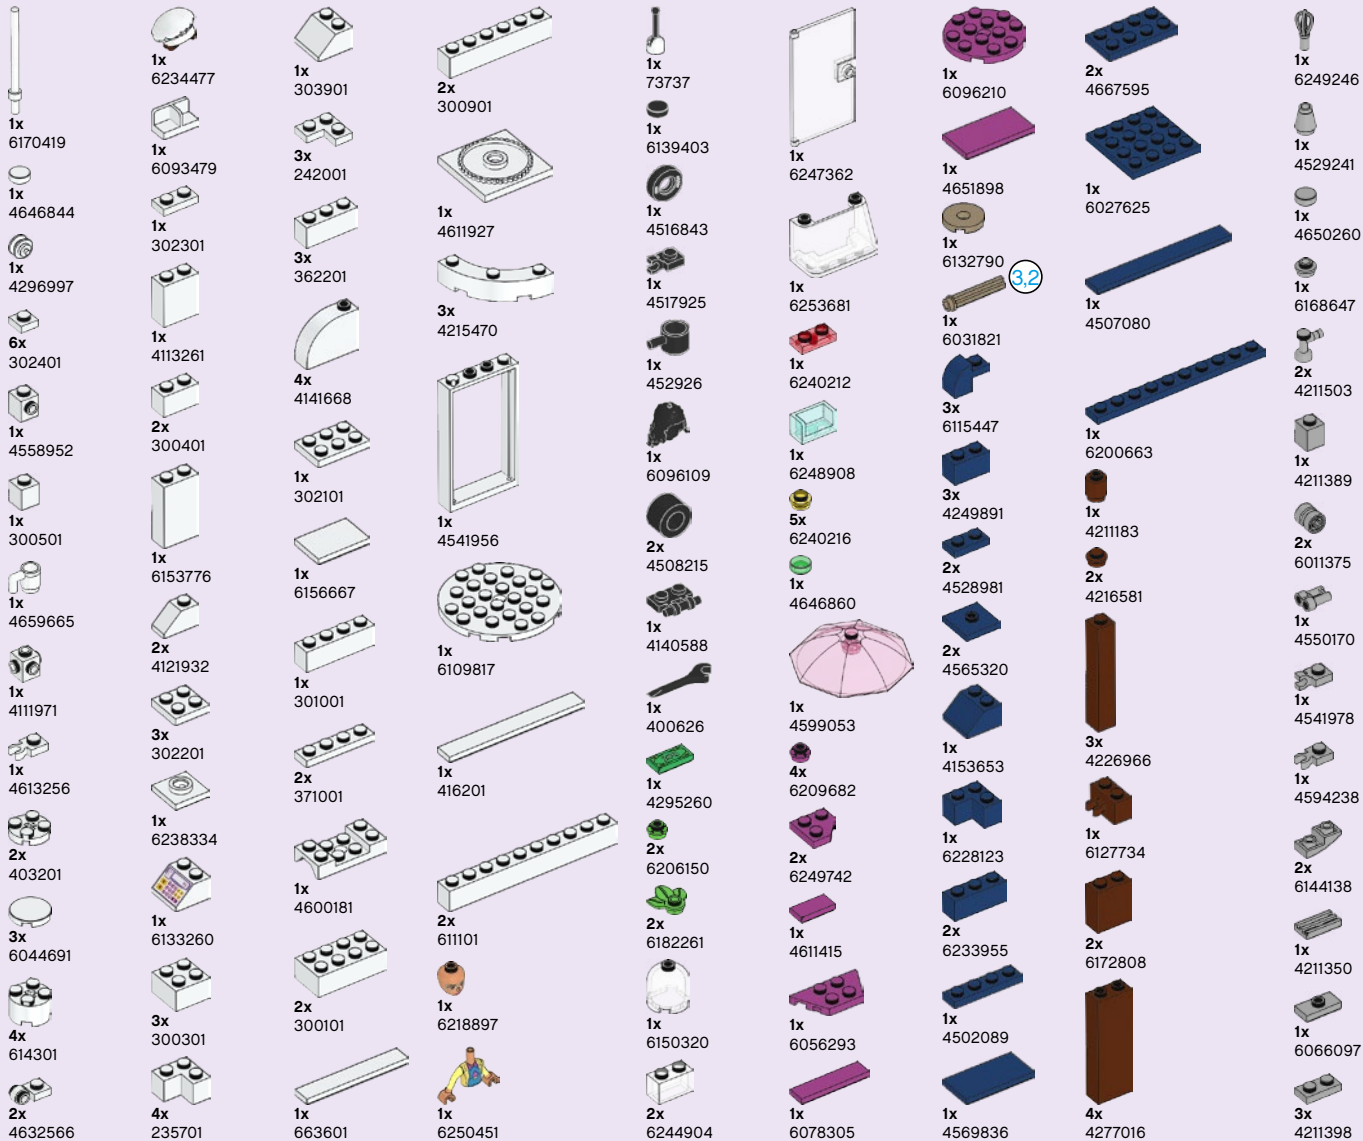 1x
6170419
1x
4646844
1x
4296997
6x
302401
1x
4558952
1x
300501
1x
4659665
1x
4111971
1x
4613256
2x
403201
3x
6044691
4x
614301
2x
4632566
1x
6234477
1x
6093479
1x
302301
1x
4113261
2x
300401
1x
6153776
2x
4121932
3x
302201
1x
6238334
1x
6133260
3x
300301
4x
235701
1x
303901
3x
242001
3x
362201
4x
4141668
1x
302101
1x
6156667
1x
301001
2x
371001
1x
4600181
2x
300101
1x
663601
2x
300901
1x
4611927
3x
4215470
1x
4541956
1x
6109817
1x
416201
2x
611101
1x
6218897
1x
6250451
1x
73737
1x
6139403
1x
4516843
1x
4517925
1x
452926
1x
6096109
2x
4508215
1x
4140588
1x
400626
1x
4295260
2x
6206150
2x
6182261
1x
6150320
2x
6244904
1x
6247362
1x
6253681
1x
6240212
1x
6248908
5x
6240216
1x
4646860
1x
4599053
4x
6209682
2x
6249742
1x
4611415
1x
6056293
1x
6078305
1x
6096210
1x
4651898
1x
6132790
3,2
1x
6031821
3x
6115447
3x
4249891
2x
4528981
2x
4565320
1x
4153653
1x
6228123
2x
6233955
1x
4502089
1x
4569836
2x
4667595
1x
6027625
1x
4507080
1x
6200663
1x
4211183
2x
4216581
3x
4226966
1x
6127734
2x
6172808
4x
4277016
1x
6249246
1x
4529241
1x
4650260
1x
6168647
2x
4211503
1x
4211389
2x
6011375
1x
4550170
1x
4541978
1x
4594238
2x
6144138
1x
4211350
1x
6066097
3x
4211398